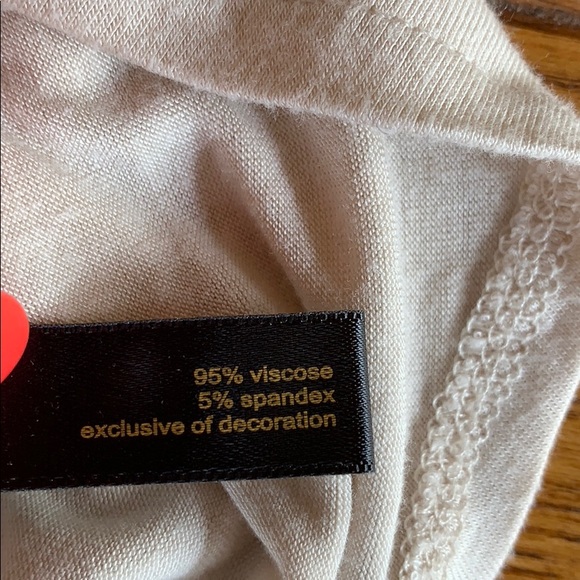 95% viscose
5% spandex
exclusive of decoration